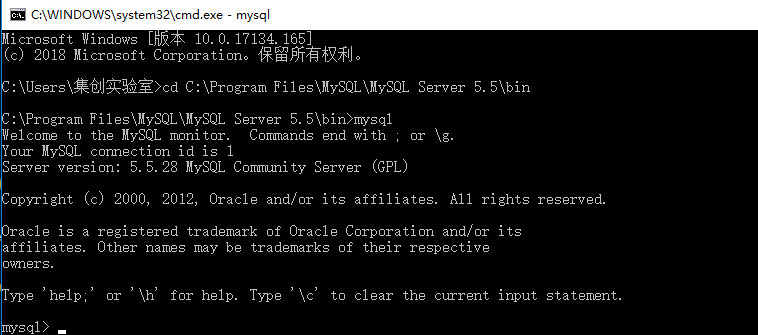 C:\WINDOWS\system32\cmd.exe - mysql
Microsoft Windows [版本 10.0.17134.165]
(c) 2018 Microsoft Corporation。保留所有权利。
C:\Users\集创实验室>cd C:\Program Files\MySQL\MySQL Server 5.5\bin
C:\Program Files\MySQL\MySQL Server 5.5\bin>mysql
Welcome to the MySQL monitor.  Commands end with ; or \g.
Your MySQL connection id is 1
Server version: 5.5.28 MySQL Community Server (GPL)
Copyright (c) 2000, 2012, Oracle and/or its affiliates. All rights reserved.
Oracle is a registered trademark of Oracle Corporation and/or its
affiliates. Other names may be trademarks of their respective
owners.
Type 'help;' or '\h' for help. Type '\c' to clear the current input statement.
mysql>